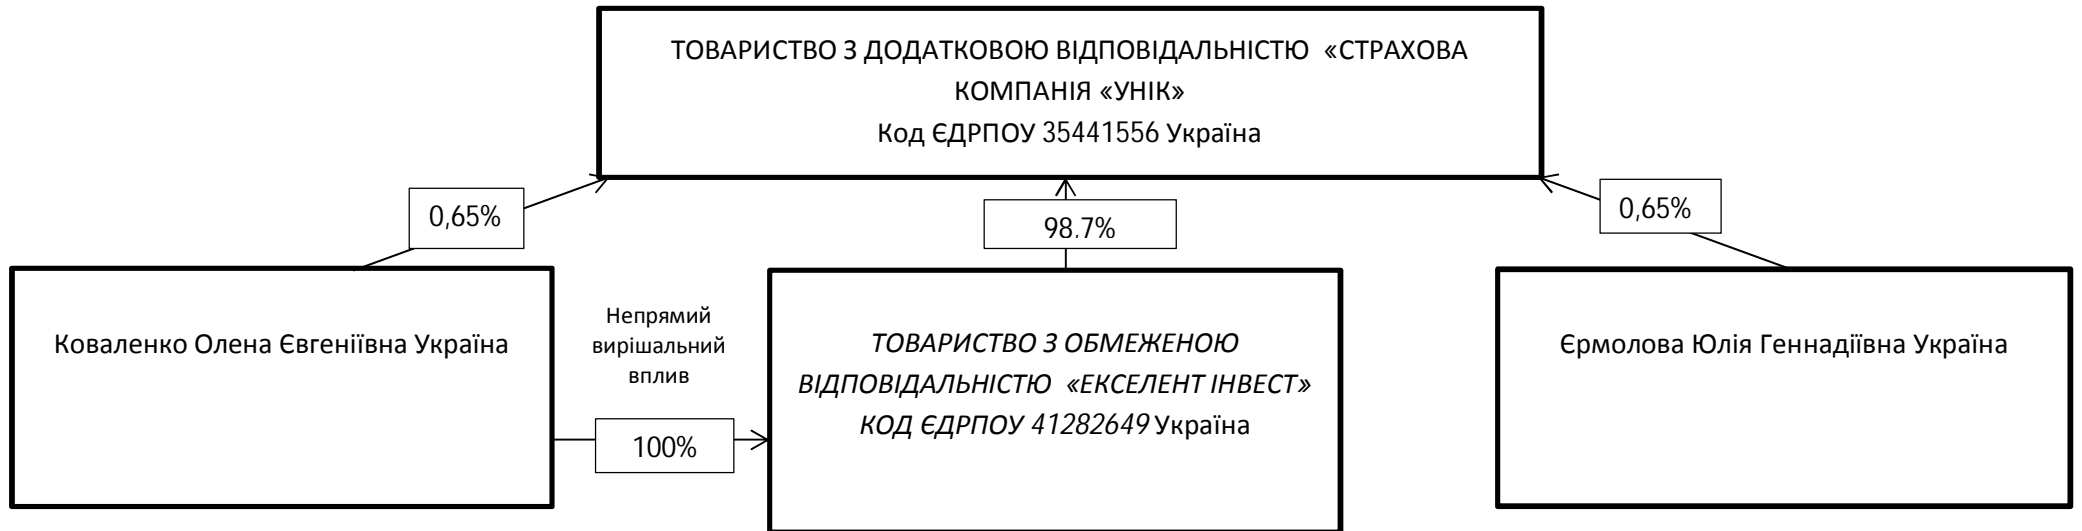 ТОВАРИСТВО З ДОДАТКОВОЮ ВІДПОВІДАЛЬНІСТЮ «СТРАХОВА
КОМПАНІЯ «УНІК»
Код ЄДРПОУ 35441556 Україна
0,65%
98.7%
0,65%
Коваленко Олена Євгеніївна Україна
Непрямий
вирішальний
вплив
100%
ТОВАРИСТВО З ОБМЕЖЕНОЮ
ВІДПОВІДАЛЬНІСТЮ «ЕКСЕЛЕНТ ІНВЕСТ»
КОД ЄДРПОУ 41282649 Україна
Єрмолова Юлія Геннадіївна Україна